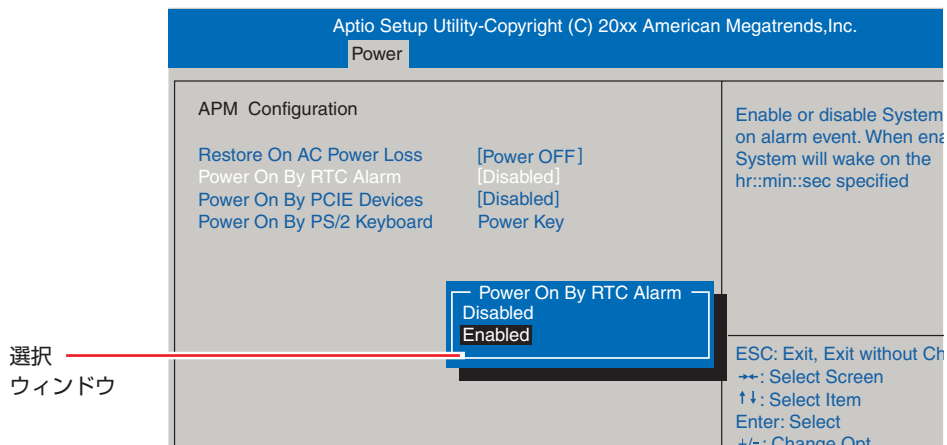 Aptio Setup Utility-Copyright (C) 20xx American Megatrends,Inc.
Power
APM Configuration
Restore On AC Power Loss [Power OFF]
Power On By RTC Alarm [Disabled]
Power On By PCIE Devices [Disabled]
Power On By PS/2 Keyboard Power Key
Power On By RTC Alarm
Disabled
Enabled
選択
ウィンドウ
Enable or disable System
on alarm event. When ena
System will wake on the
hr::min::sec specified
ESC: Exit, Exit without Ch
→←: Select Screen
↑↓: Select Item
Enter: Select
+/-: Change Opt